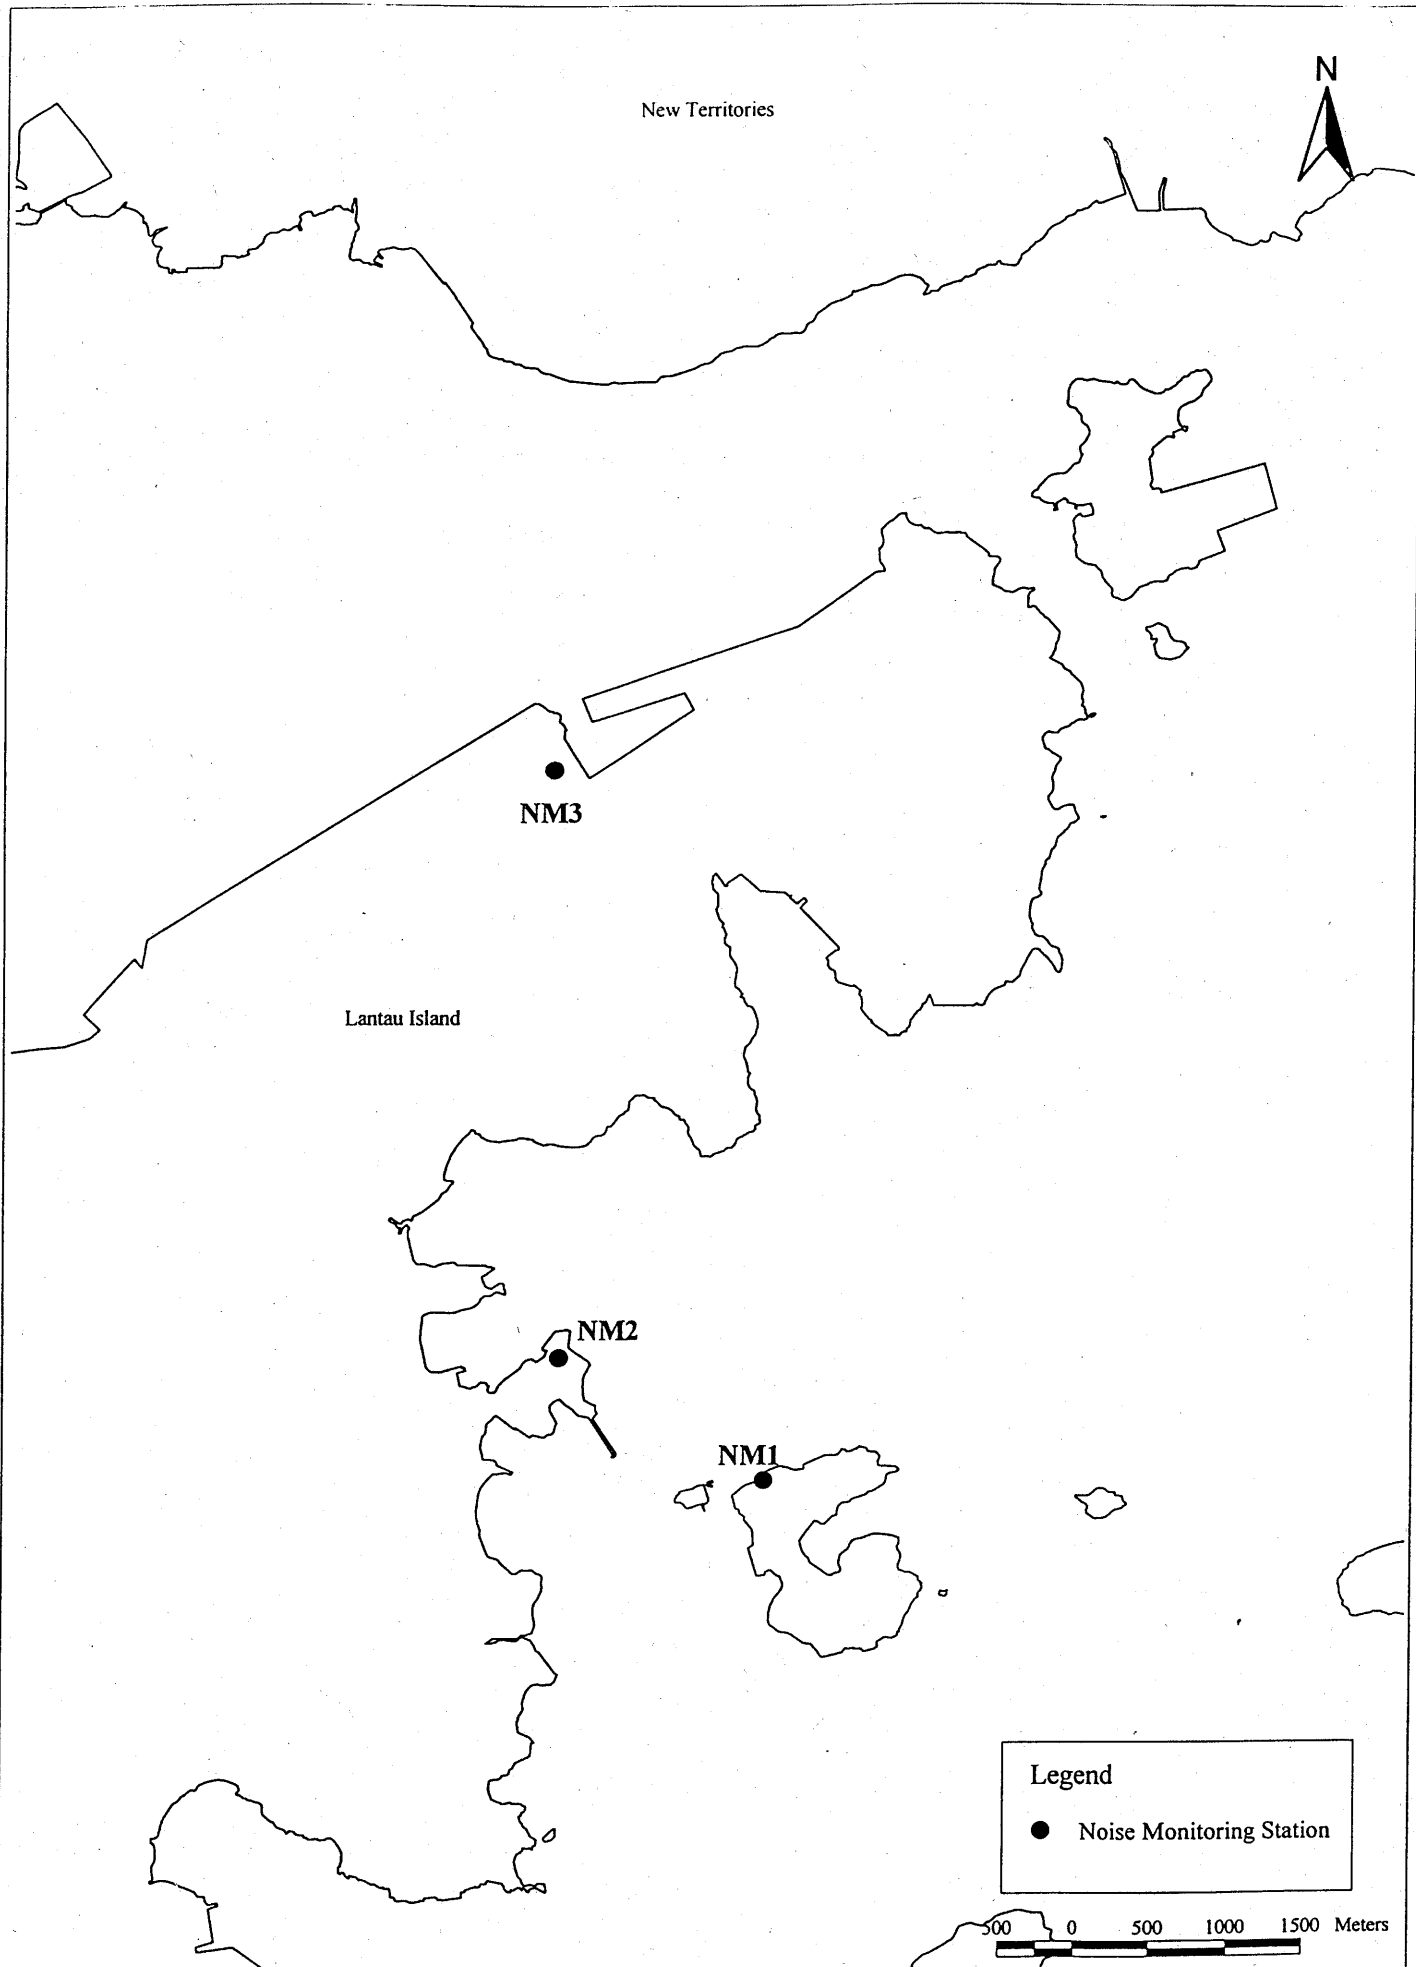 N
New Territories
NM3
Lantau Island
NM2
NM1
Legend
Noise Monitoring Station
500 0 500 1000 1500 Meters